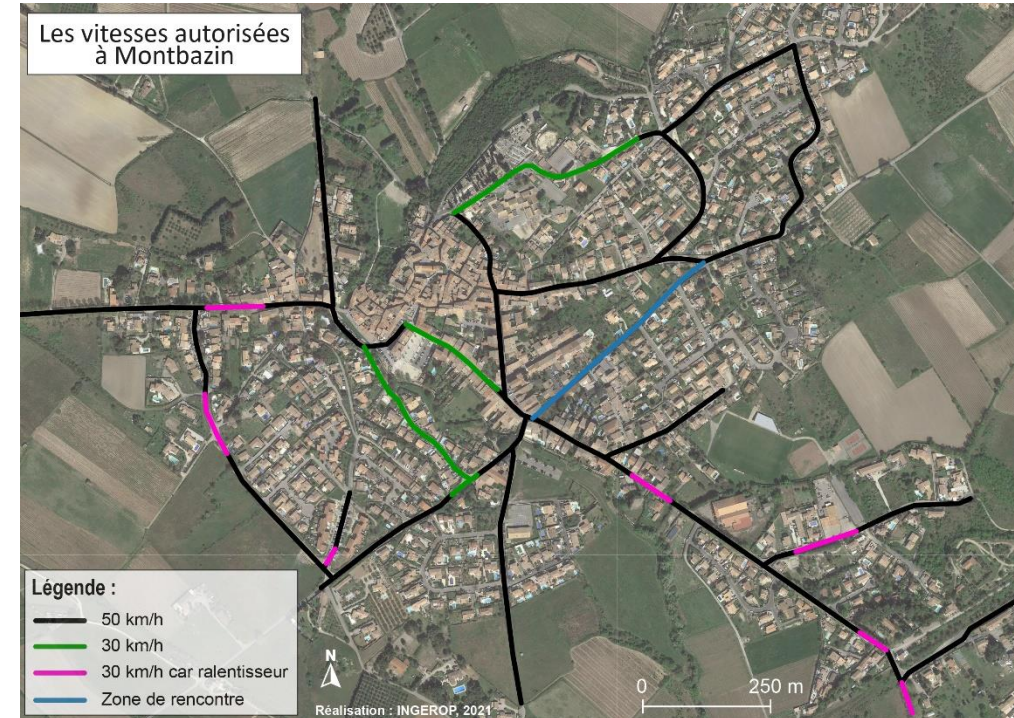 Les vitesses autorisées
à Montbazin
Légende :
50 km/h
30 km/h
30 km/h car ralentisseur
Zone de rencontre
N
Réalisation : INGEROP, 2021
0 250 m